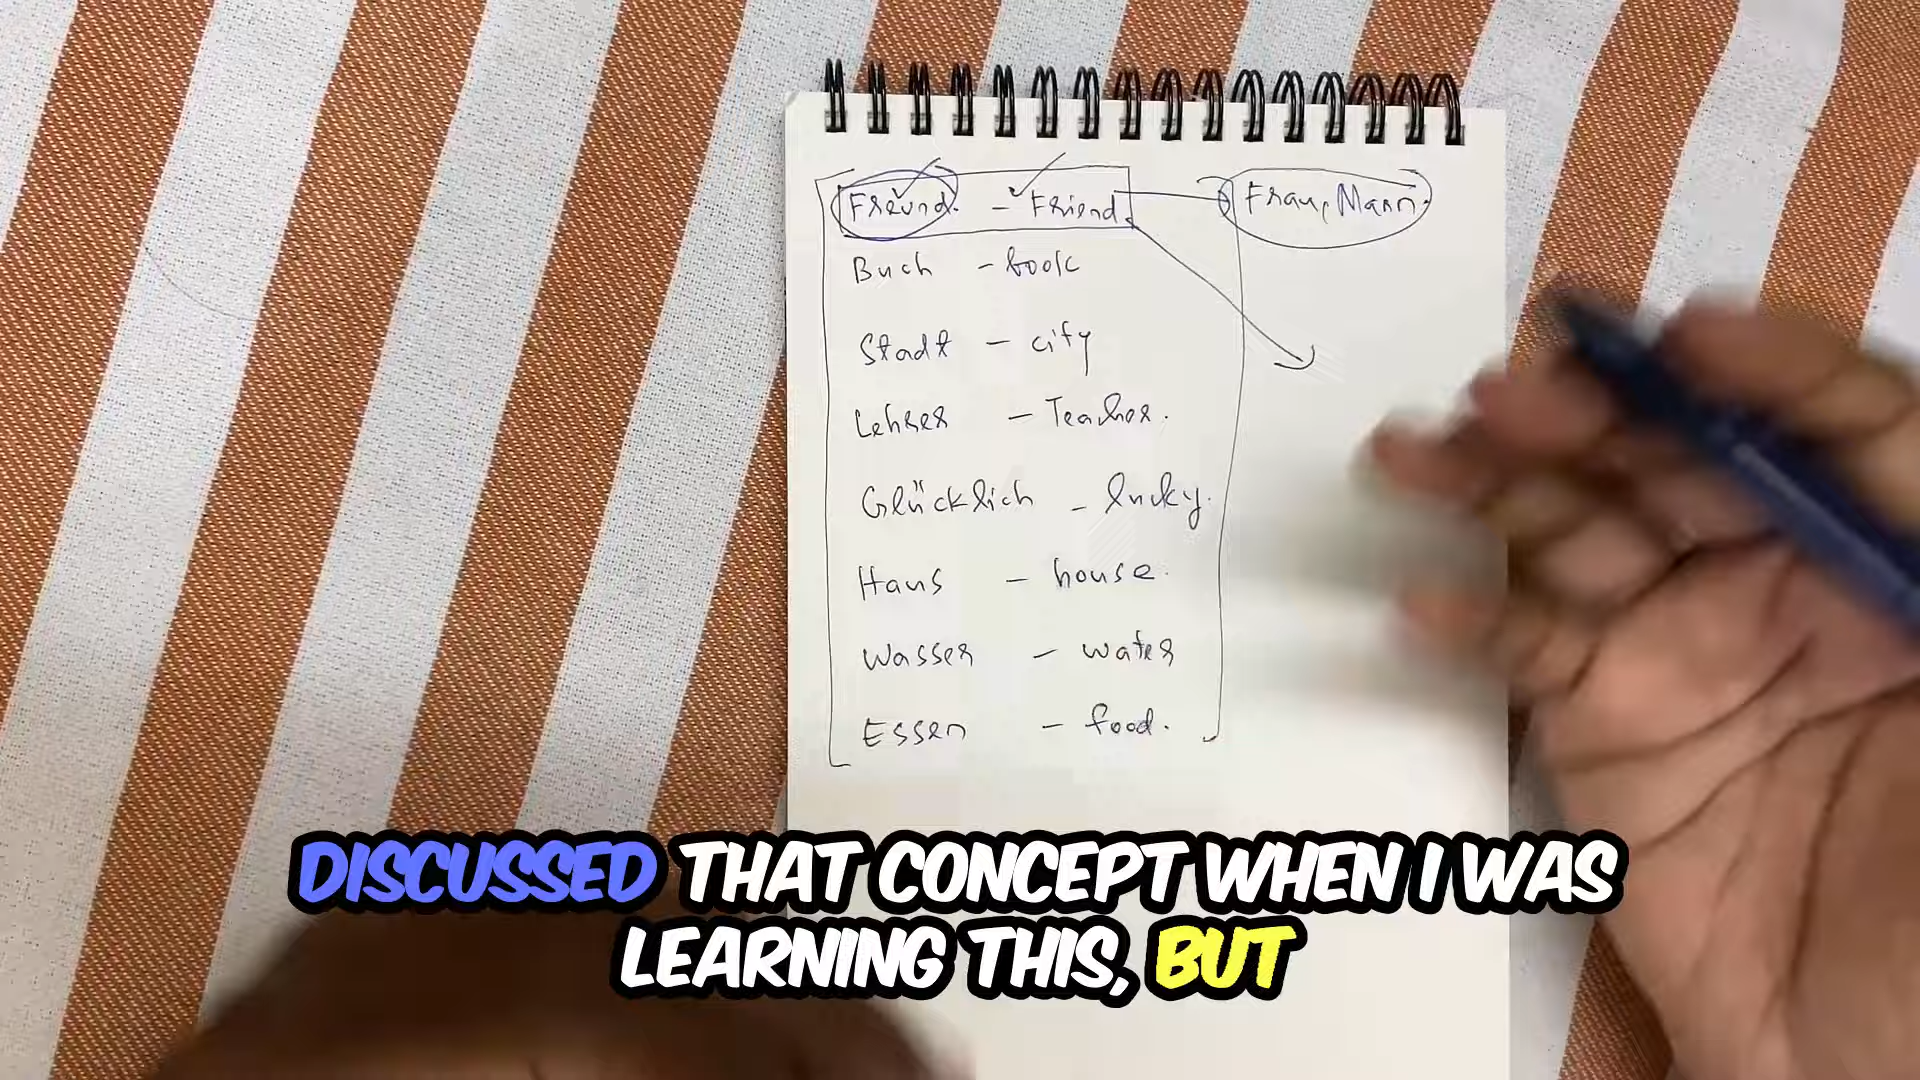 Freund. - Friend. Frau, Mann.
Buch - book
Stadt - city
Lehrer - Teacher.
Glücklich - lucky.
Haus - house.
Wasser - water
Essen - food.
DISCUSSED THAT CONCEPT WHEN I WAS
LEARNING THIS, BUT